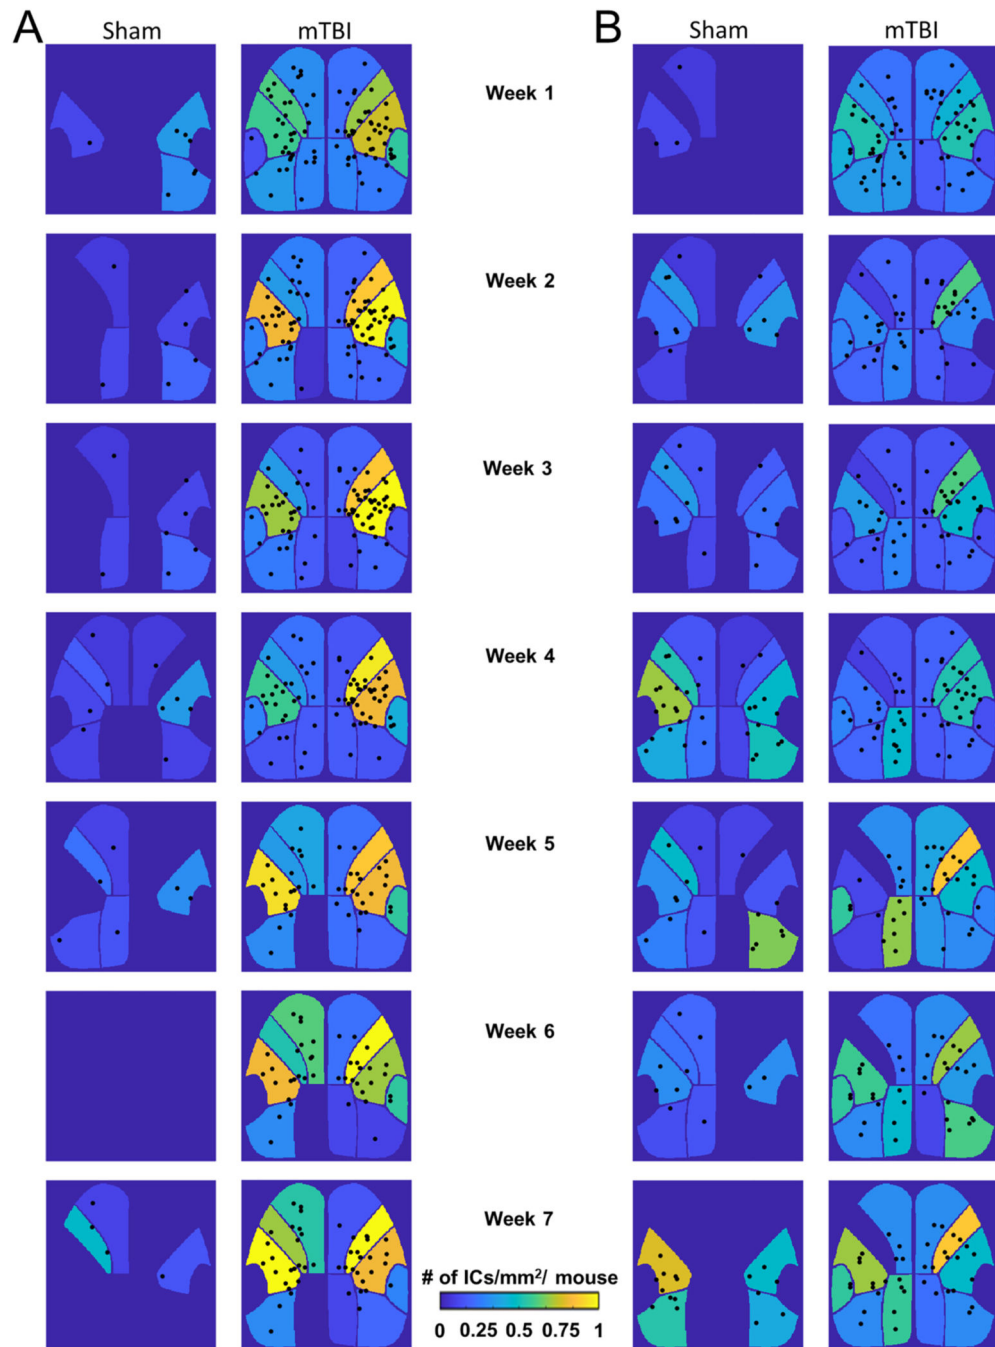 A B
Sham mTBI Sham mTBI
Week 1
Week 2
Week 3
Week 4
Week 5
Week 6
Week 7
# of ICs/mm²/ mouse
0 0.25 0.5 0.75 1